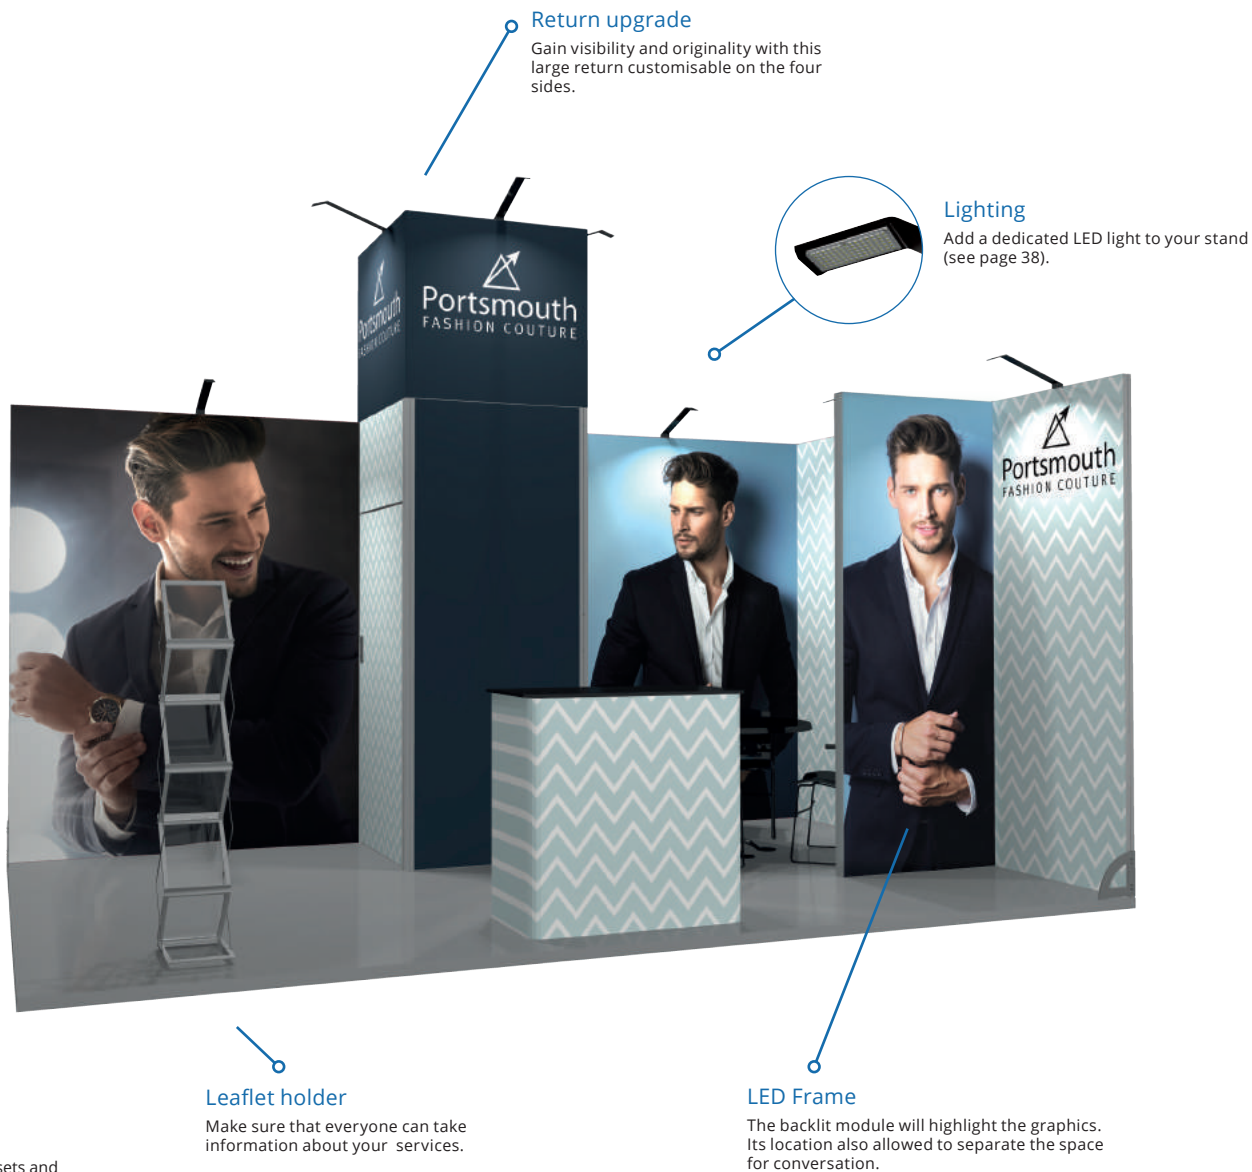 Return upgrade
Gain visibility and originality with this
large return customisable on the four
sides.
Lighting
Add a dedicated LED light to your stand
(see page 38).
Portsmouth
FASHION COUTURE
Portsmouth
FASHION COUTURE
Portsmouth
FASHION COUTURE
Leaflet holder
Make sure that everyone can take
information about your services.
LED Frame
The backlit module will highlight the graphics.
Its location also allowed to separate the space
for conversation.
sets and